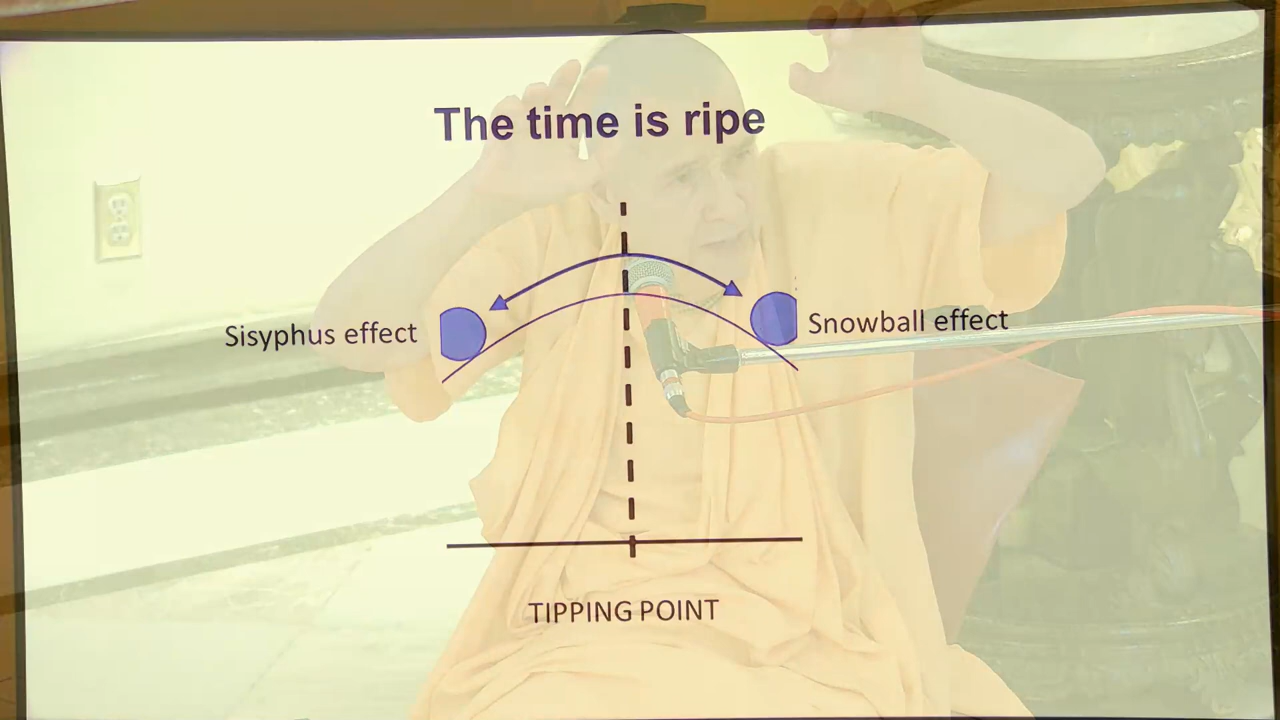 The time is ripe
Sisyphus effect
Snowball effect
TIPPING POINT